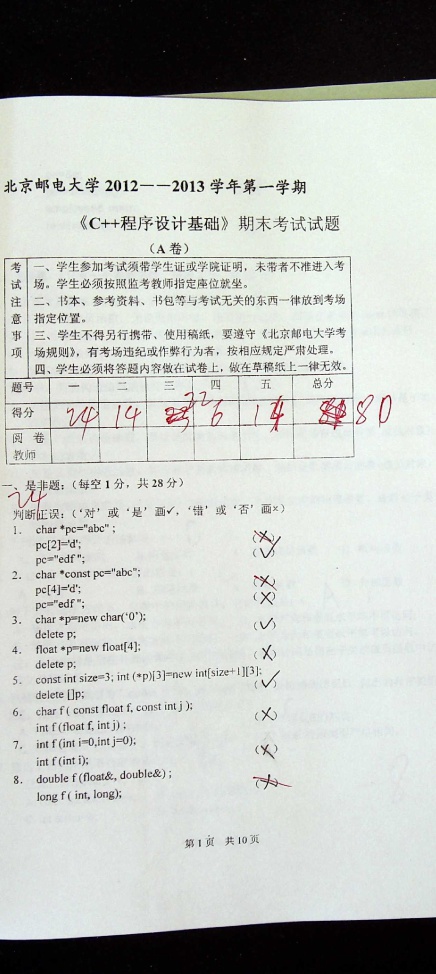 北京邮电大学 2012——2013 学年第一学期
《C++程序设计基础》期末考试试题
(A 卷)
考试注意事项
一、学生参加考试须带学生证或学院证明，未带者不准进入考
场。学生必须按照监考教师指定座位就坐。
二、书本、参考资料、书包等与考试无关的东西一律放到考场
指定位置。
三、学生不得另行携带、使用稿纸，要遵守《北京邮电大学考
场规则》，有考场违纪或作弊行为者，按相应规定严肃处理。
四、学生必须将答题内容做在试卷上，做在草稿纸上一律无效。
题号 一 二 三 四 五 总分
得分 24 14 22 6 14 80
阅卷教师
一、是非题：(每空 1 分，共 28 分)
24
判断正误：(‘对’或‘是’画✓，‘错’或‘否’画×)
1. char *pc="abc" ;
pc[2]='d'; (×)
pc="edf "; (✓)
2. char *const pc="abc";
pc[4]='d'; (×)
pc="edf "; (×)
3. char *p=new char(‘0’);
delete p; (✓)
4. float *p=new float[4];
delete p; (×)
5. const int size=3; int (*p)[3]=new int[size+1][3];
delete []p; (✓)
6. char f ( const float f, const int j );
int f (float f, int j) ; (×)
7. int f (int i=0,int j=0);
int f (int i); (×)
8. double f (float&, double&) ;
long f ( int, long); (×)
第 1 页 共 10 页